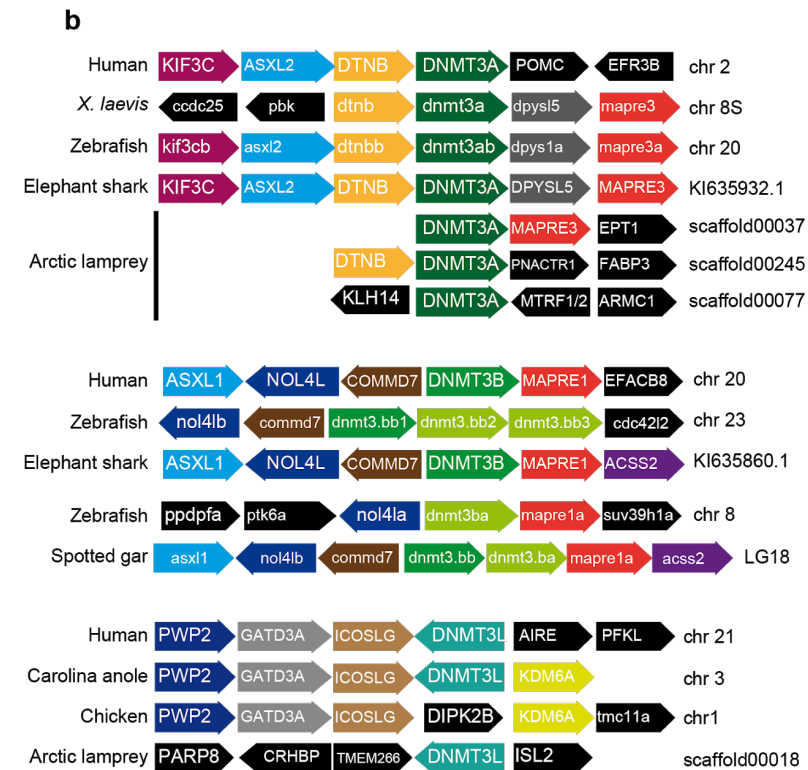 b
Human KIF3C ASXL2 DTNB DNMT3A POMC EFR3B chr 2
X. laevis ccdc25 pbk dtnb dnmt3a dpysl5 mapre3 chr 8S
Zebrafish kif3cb asxl2 dtnbb dnmt3ab dpys1a mapre3a chr 20
Elephant shark KIF3C ASXL2 DTNB DNMT3A DPYSL5 MAPRE3 KI635932.1
DNMT3A MAPRE3 EPT1 scaffold00037
Arctic lamprey DTNB DNMT3A PNACTR1 FABP3 scaffold00245
KLH14 DNMT3A MTRF1/2 ARMC1 scaffold00077
Human ASXL1 NOL4L COMMD7 DNMT3B MAPRE1 EFACB8 chr 20
Zebrafish nol4lb commd7 dnmt3.bb1 dnmt3.bb2 dnmt3.bb3 cdc42l2 chr 23
Elephant shark ASXL1 NOL4L COMMD7 DNMT3B MAPRE1 ACSS2 KI635860.1
Zebrafish ppdpfa ptk6a nol4la dnmt3ba mapre1a suv39h1a chr 8
Spotted gar asxl1 nol4lb commd7 dnmt3.bb dnmt3.ba mapre1a acss2 LG18
Human PWP2 GATD3A ICOSLG DNMT3L AIRE PFKL chr 21
Carolina anole PWP2 GATD3A ICOSLG DNMT3L KDM6A chr 3
Chicken PWP2 GATD3A ICOSLG DIPK2B KDM6A tmc11a chr1
Arctic lamprey PARP8 CRHBP TMEM266 DNMT3L ISL2 scaffold00018